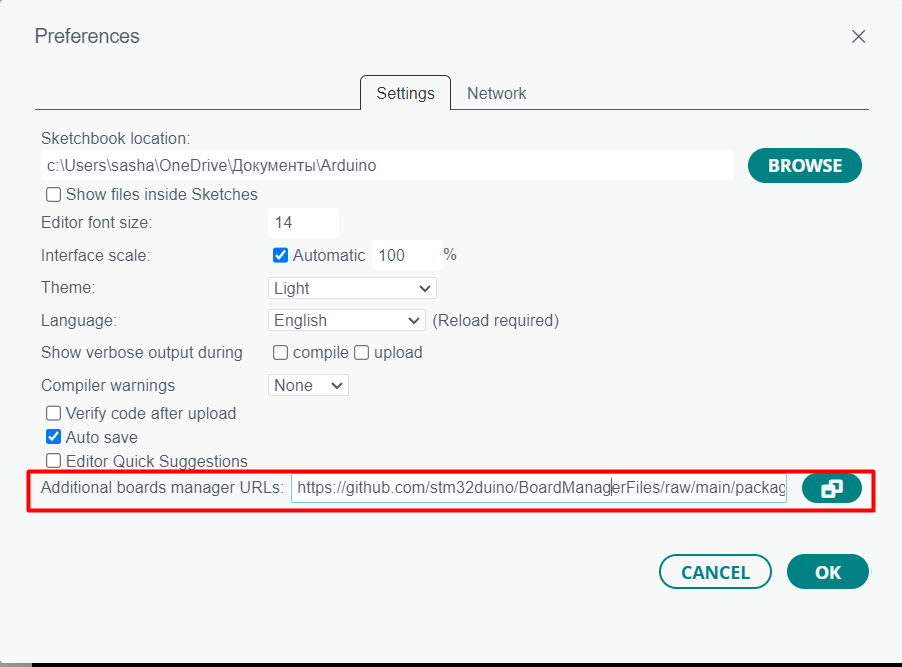 Preferences
Settings Network
Sketchbook location:
c:\Users\sasha\OneDrive\Документы\Arduino BROWSE
Show files inside Sketches
Editor font size: 14
Interface scale: Automatic 100 %
Theme: Light
Language: English (Reload required)
Show verbose output during compile upload
Compiler warnings None
Verify code after upload
Auto save
Editor Quick Suggestions
Additional boards manager URLs: https://github.com/stm32duino/BoardManagerFiles/raw/main/packag
CANCEL OK